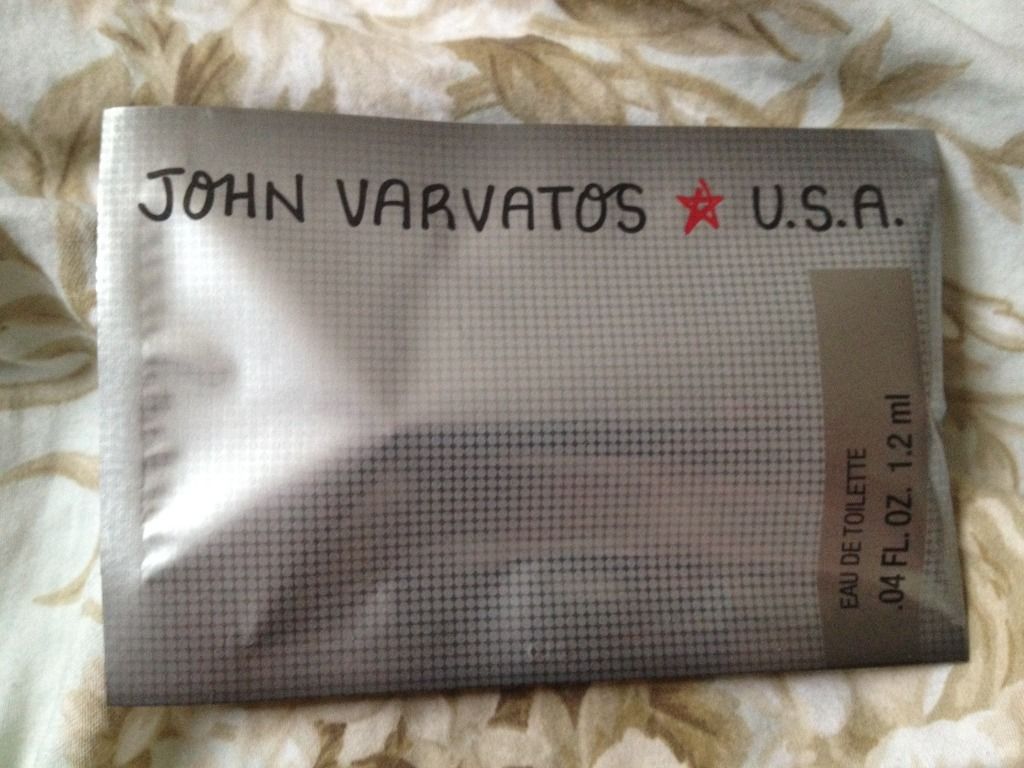 JOHN VARVATOS ★ U.S.A.
EAU DE TOILETTE
.04 FL. OZ. 1.2 ml